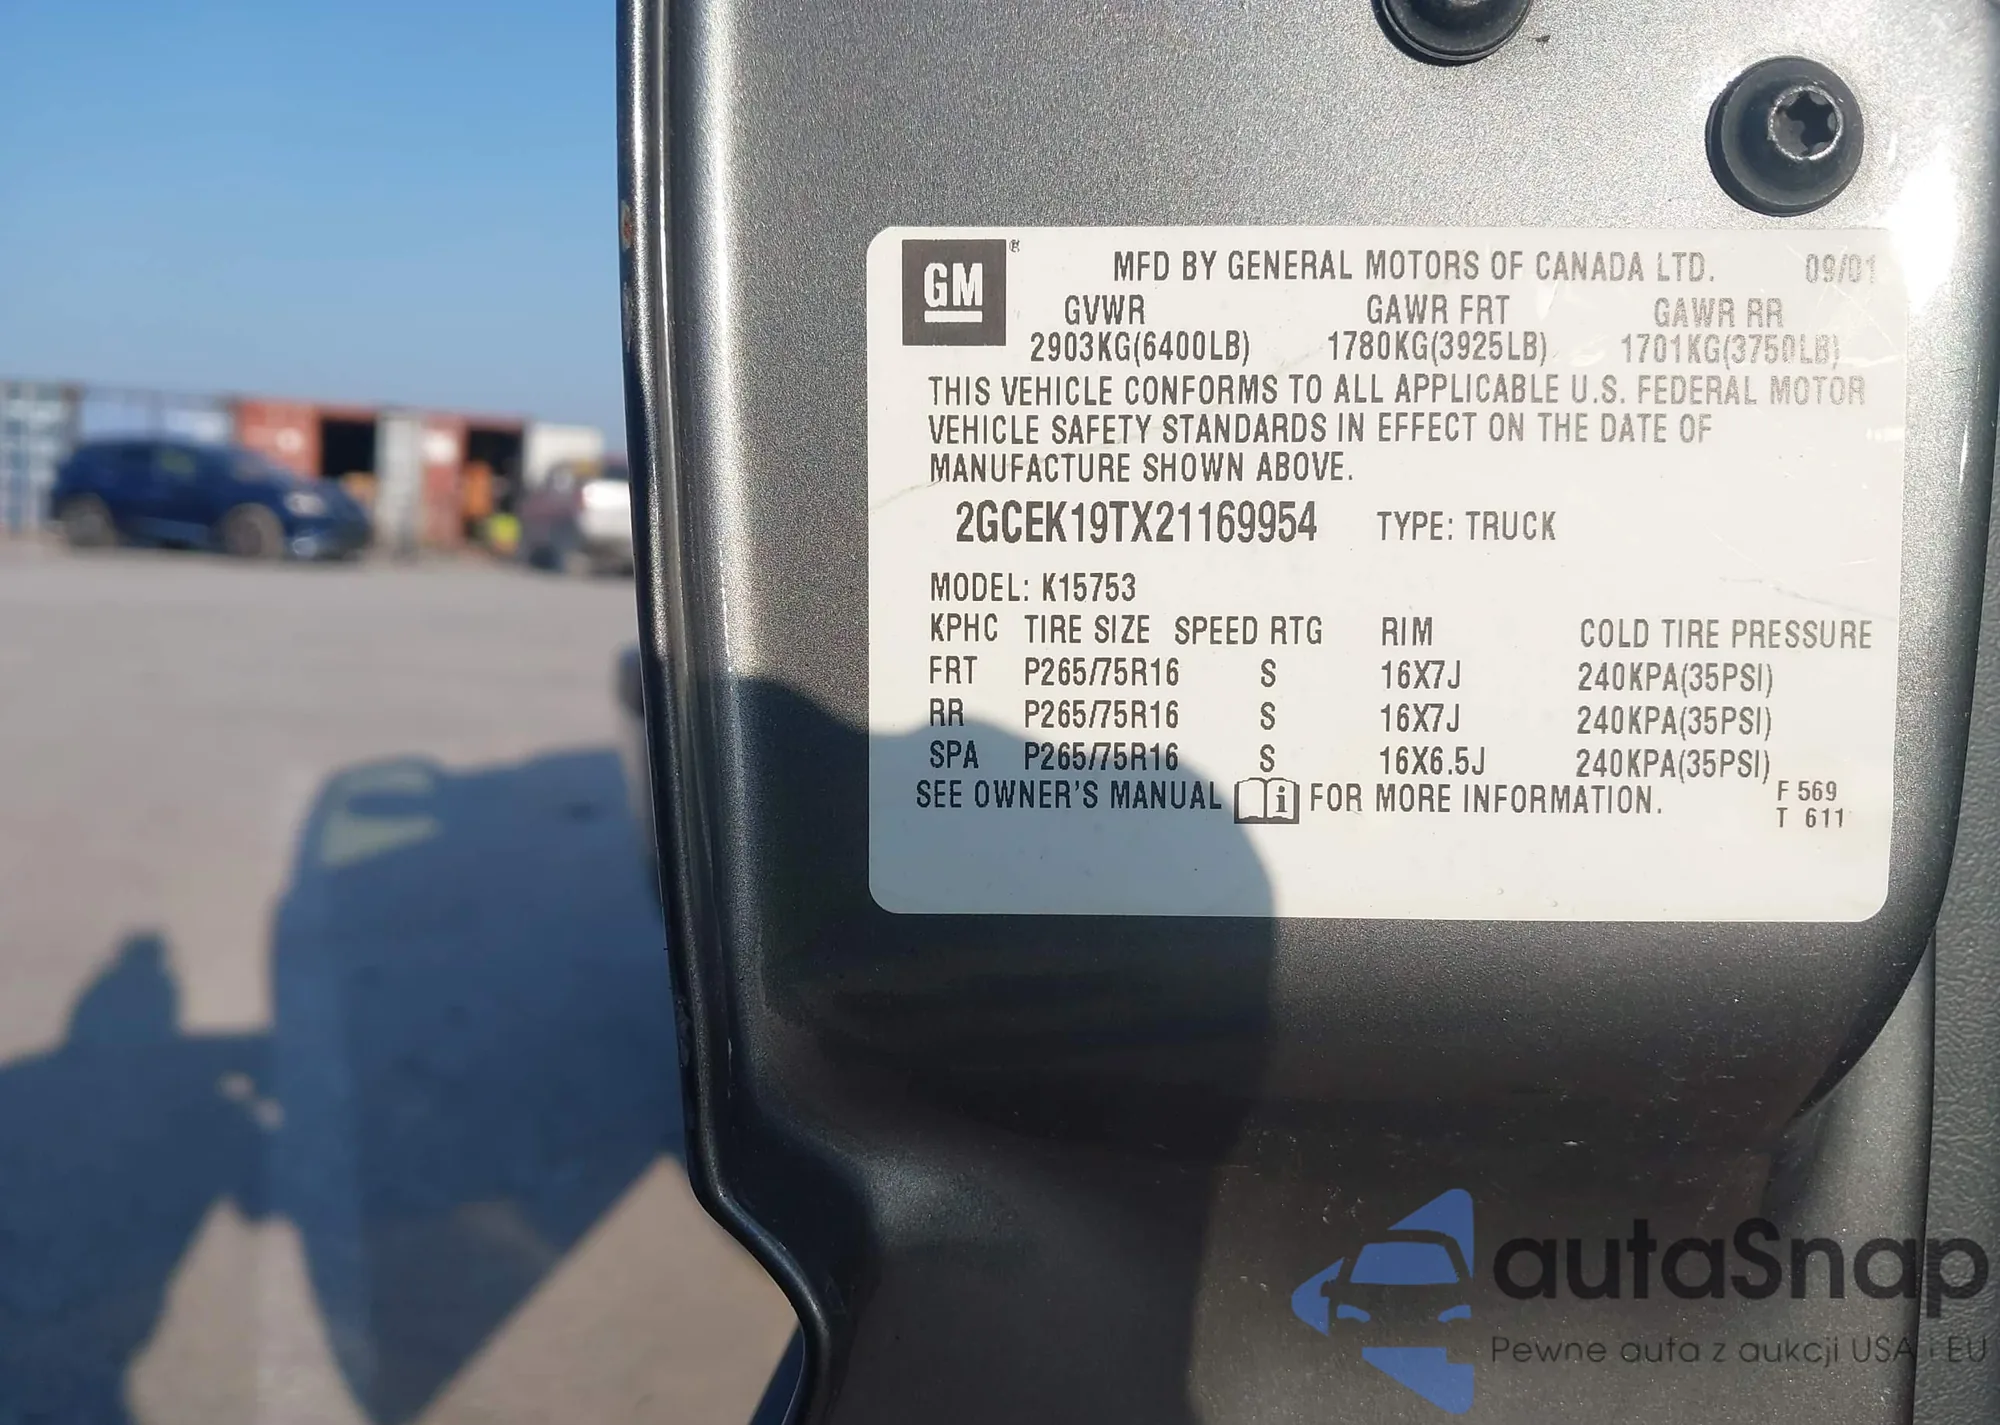 GM®
MFD BY GENERAL MOTORS OF CANADA LTD. 09/01
GVWR GAWR FRT GAWR RR
2903KG(6400LB) 1780KG(3925LB) 1701KG(3750LB)
THIS VEHICLE CONFORMS TO ALL APPLICABLE U.S. FEDERAL MOTOR
VEHICLE SAFETY STANDARDS IN EFFECT ON THE DATE OF
MANUFACTURE SHOWN ABOVE.
2GCEK19TX21169954 TYPE: TRUCK
MODEL: K15753
KPHC TIRE SIZE SPEED RTG RIM COLD TIRE PRESSURE
FRT P265/75R16 S 16X7J 240KPA(35PSI)
RR P265/75R16 S 16X7J 240KPA(35PSI)
SPA P265/75R16 S 16X6.5J 240KPA(35PSI)
SEE OWNER'S MANUAL i FOR MORE INFORMATION.
F 569
T 611
autaSnap
Pewne auta z aukcji USA i EU